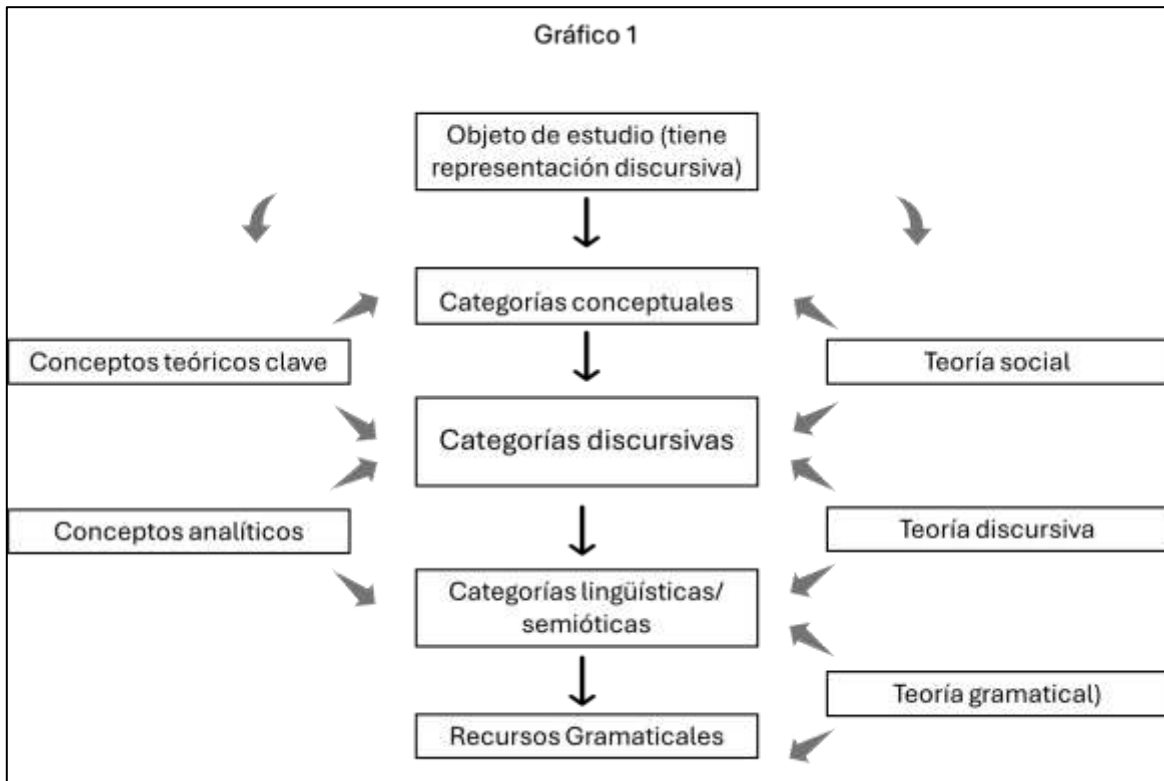 Gráfico 1
Objeto de estudio (tiene
representación discursiva)
Categorías conceptuales
Conceptos teóricos clave
Teoría social
Categorías discursivas
Conceptos analíticos
Teoría discursiva
Categorías lingüísticas/
semióticas
Teoría gramatical)
Recursos Gramaticales